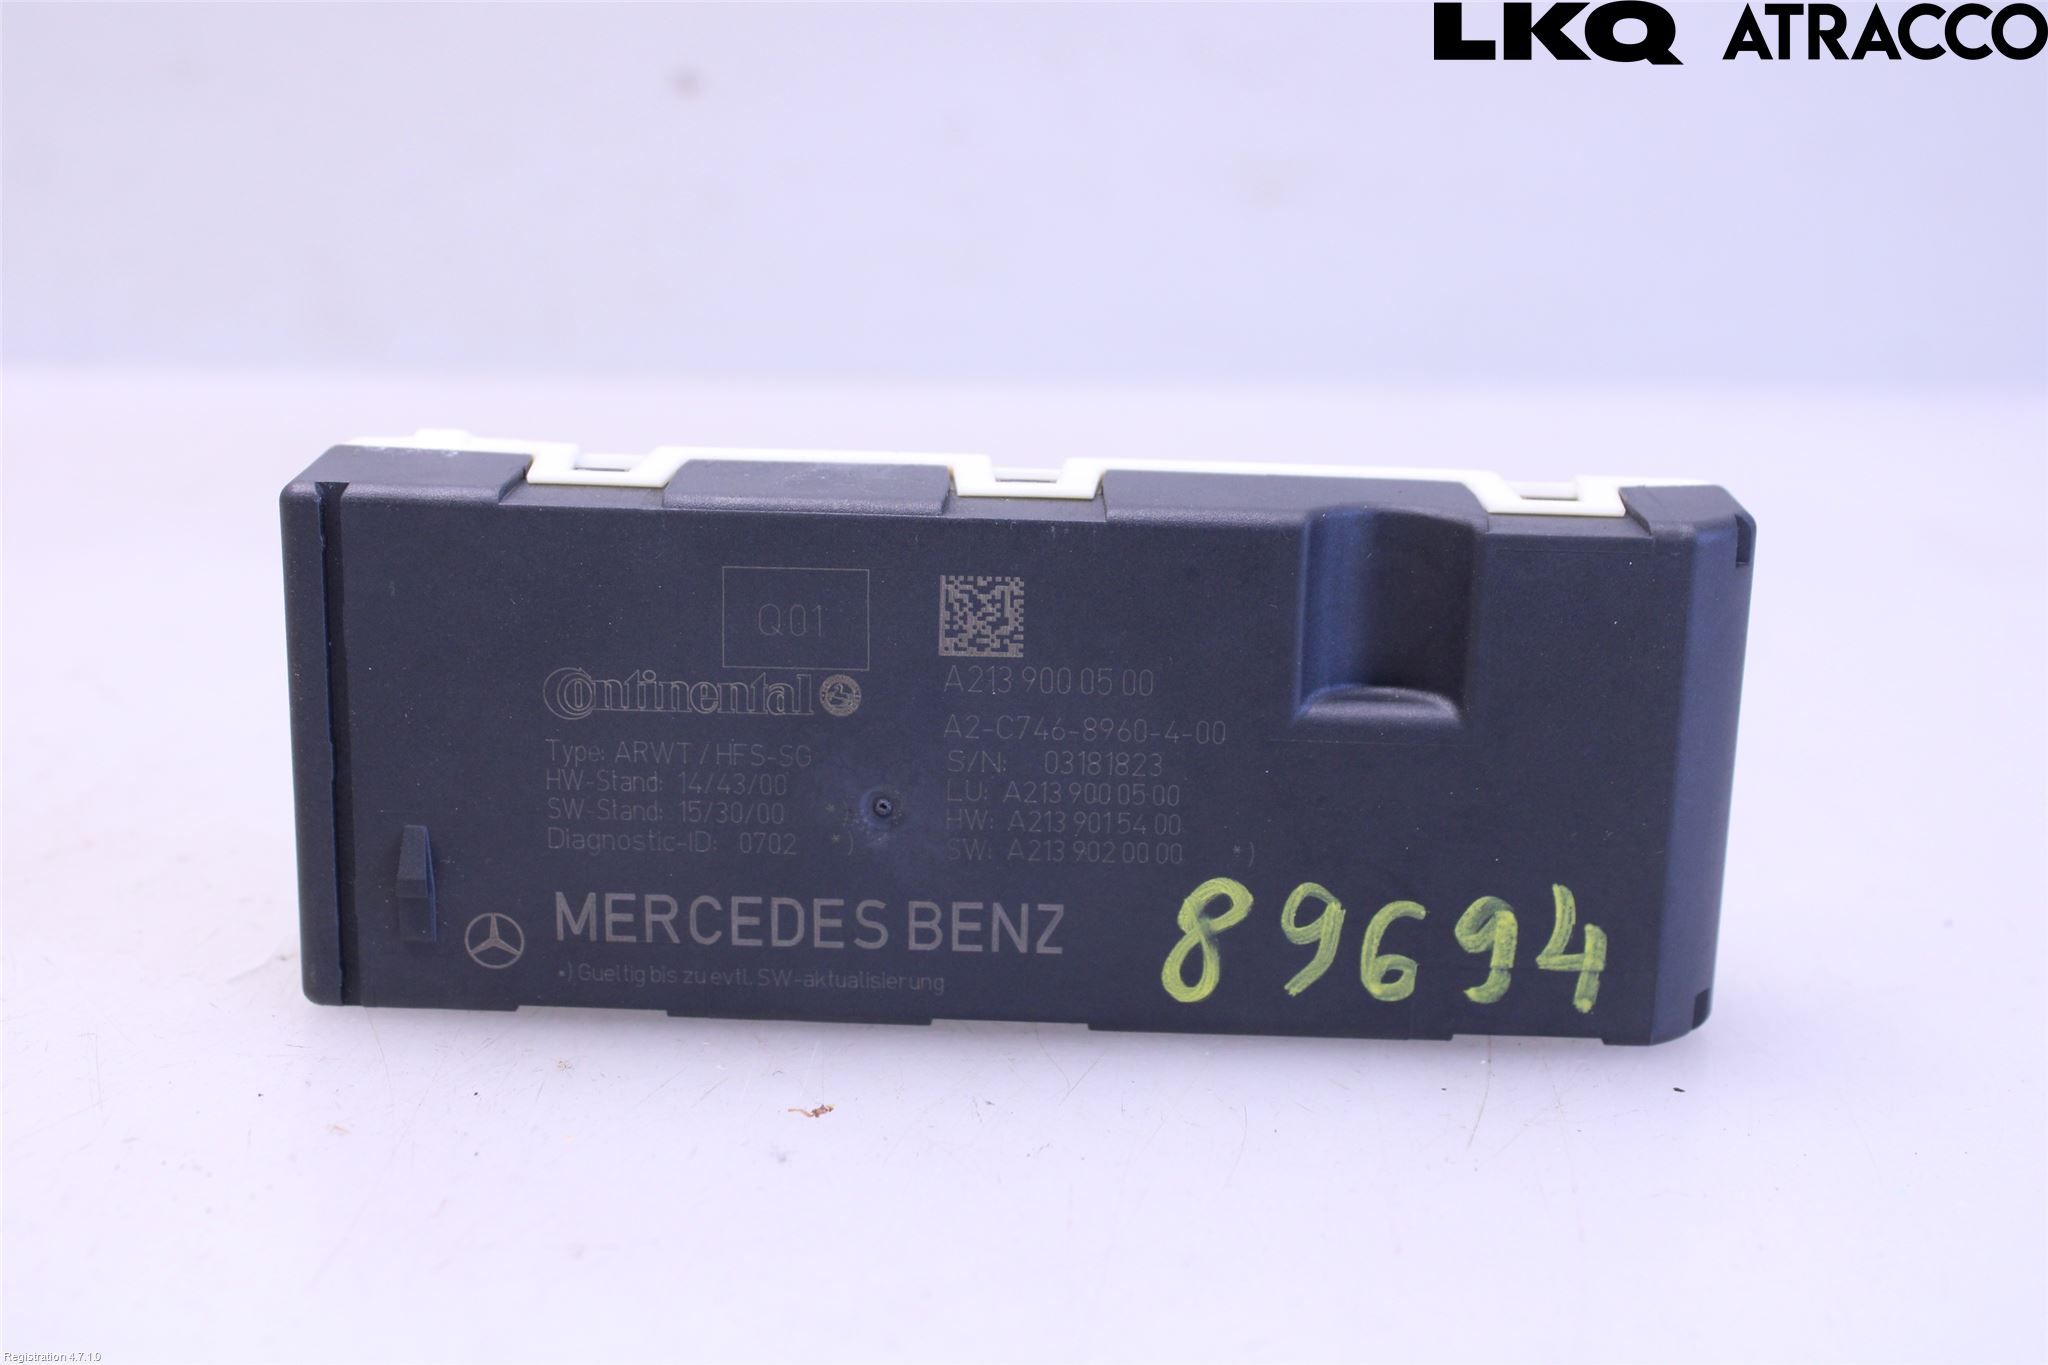 LKQ ATRACCO
Q01
Continental
A213 900 05 00
A2-C746-8960-4-00
Type: ARWT / HFS-SG
S/N: 03181823
HW-Stand: 14/43/00
LU: A213 900 05 00
SW-Stand: 15/30/00 *)
HW: A213 901 54 00
Diagnostic-ID: 0702 *)
SW: A213 902 00 00 *)
MERCEDES BENZ
*) Gueltig bis zu evtl. SW-aktualisierung
89694
Registration 4.7.1.0